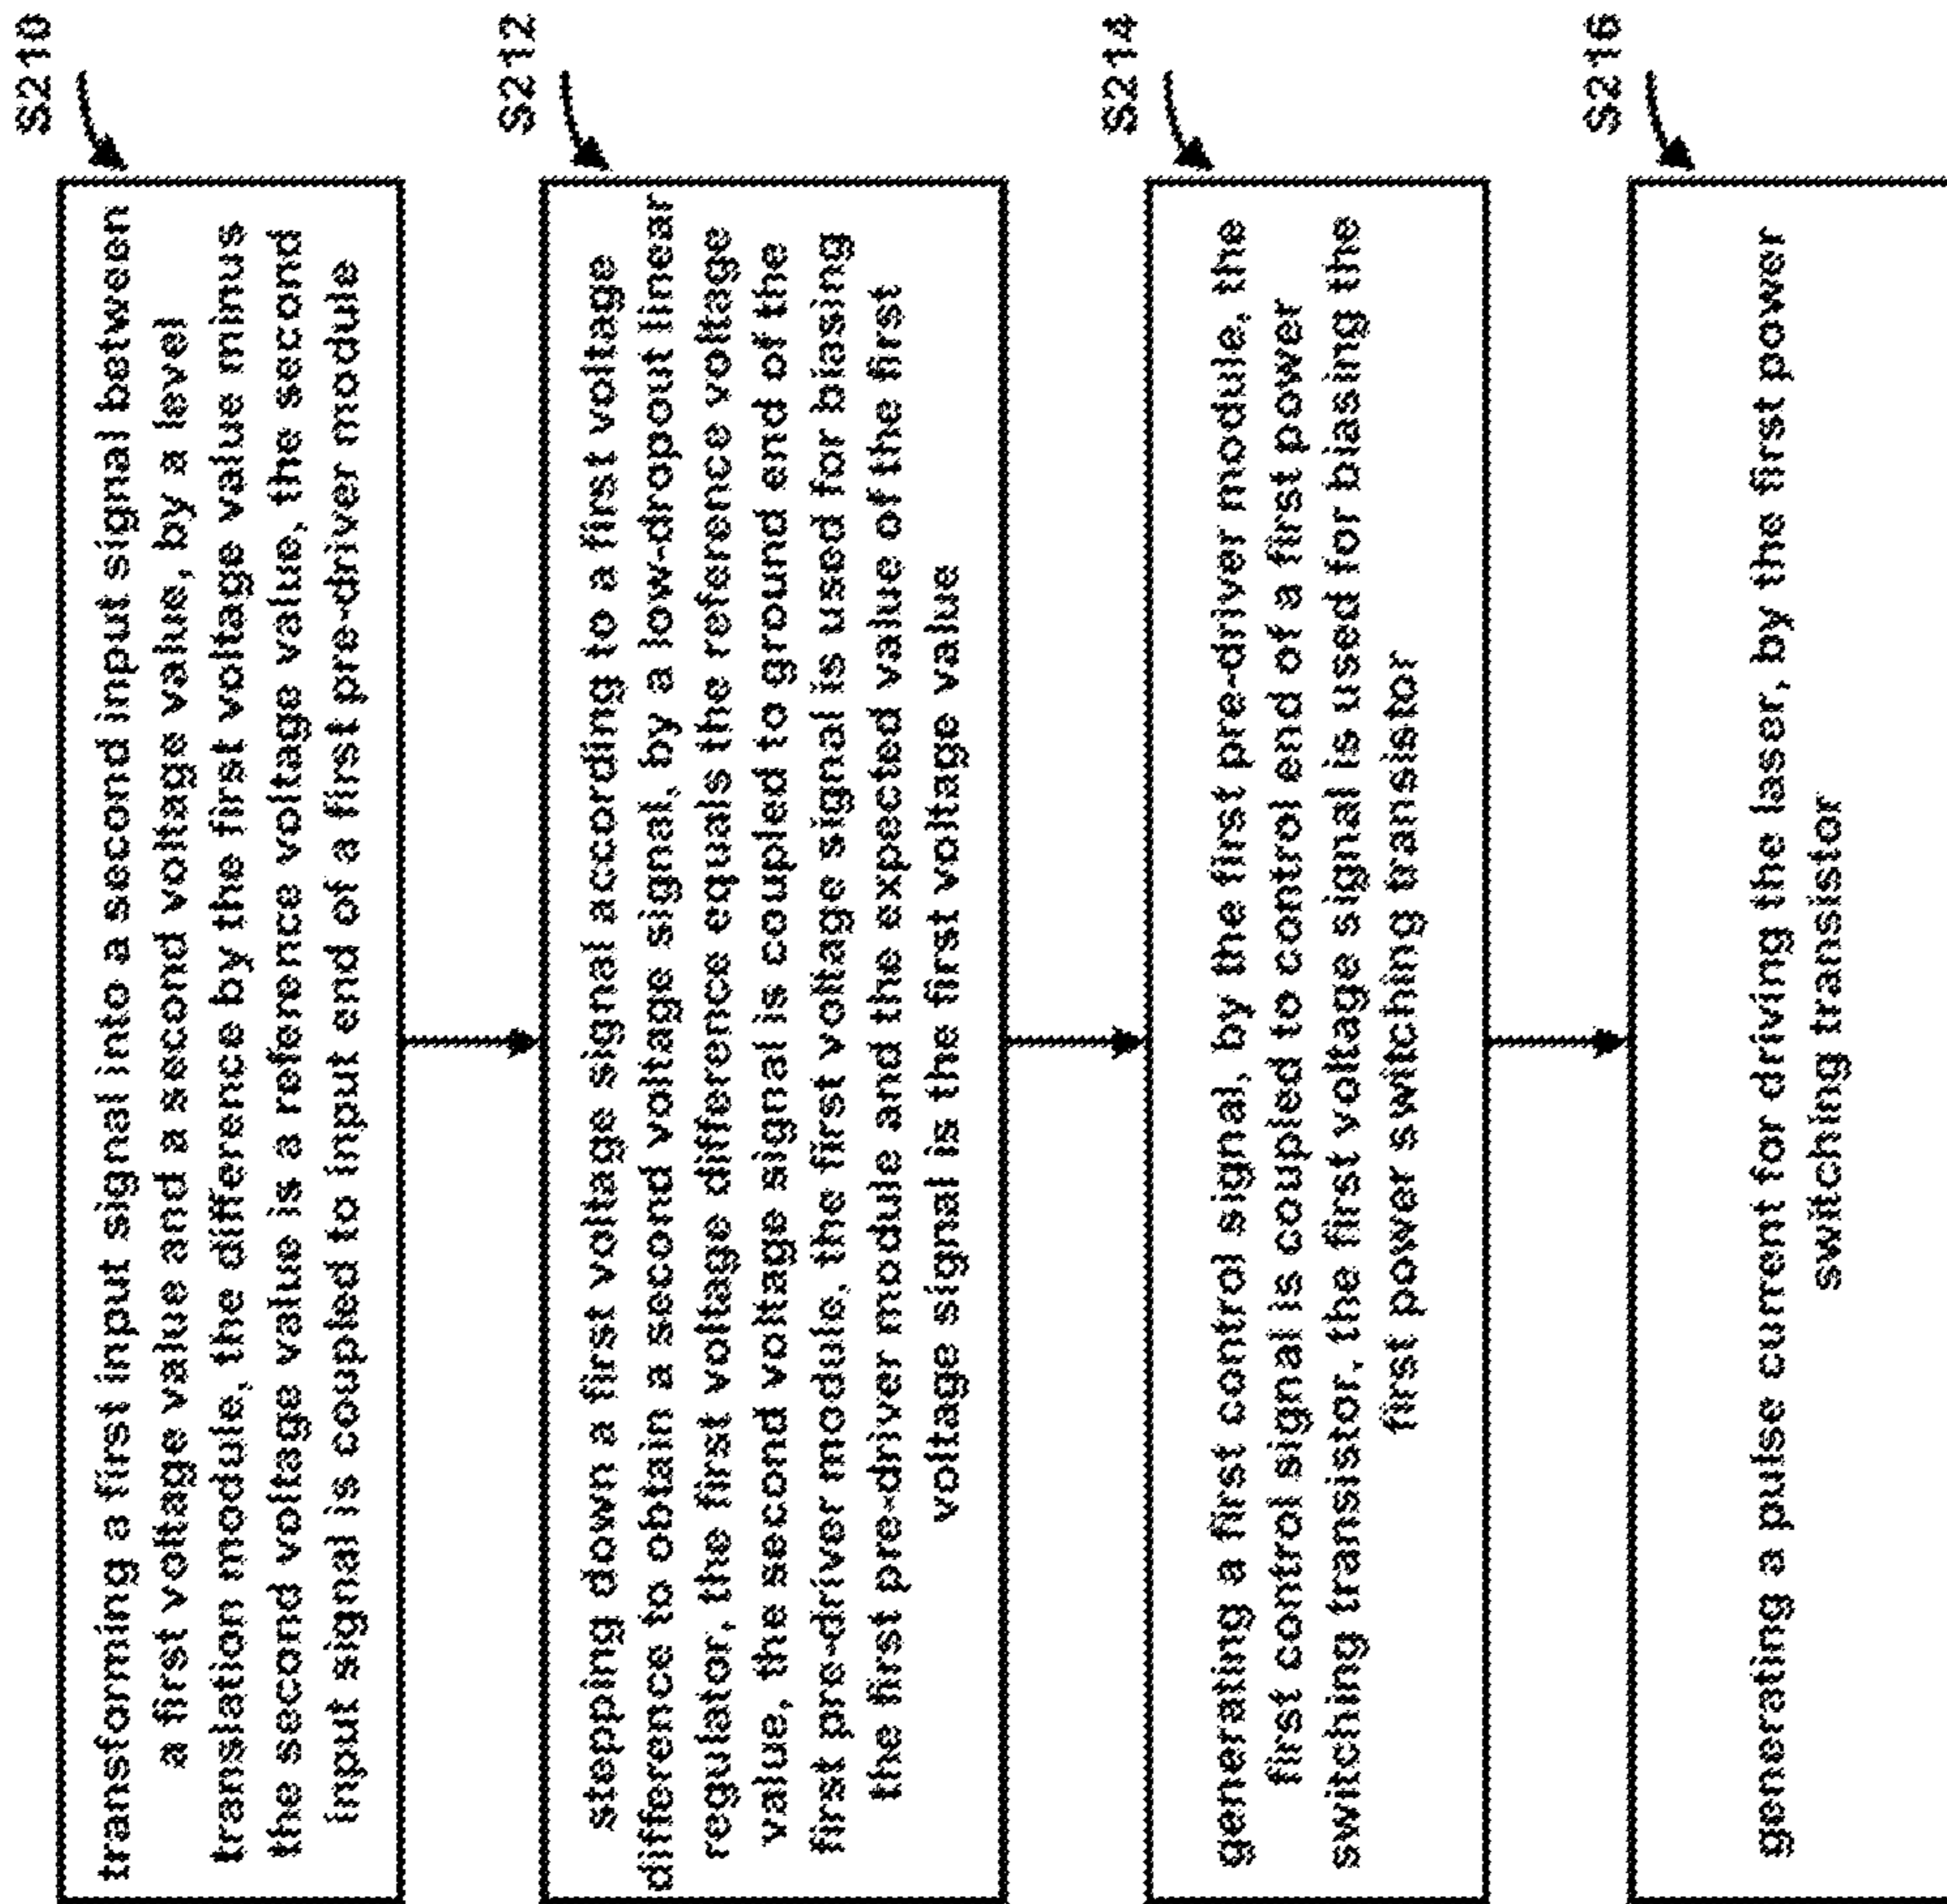 S210
transforming a first input signal into a second input signal between
a first voltage value and a second voltage value, by a level
translation module, the difference by the first voltage value minus
the second voltage value is a reference voltage value, the second
input signal is coupled to input end of a first pre-driver module
S212
stepping down a first voltage signal according to a first voltage
difference to obtain a second voltage signal, by a low-dropout linear
regulator, the first voltage difference equals the reference voltage
value, the second voltage signal is coupled to ground end of the
first pre-driver module, the first voltage signal is used for biasing
the first pre-driver module and the expected value of the first
voltage signal is the first voltage value
S214
generating a first control signal, by the first pre-driver module, the
first control signal is coupled to control end of a first power
switching transistor, the first voltage signal is used for biasing the
first power switching transistor
S216
generating a pulse current for driving the laser, by the first power
switching transistor